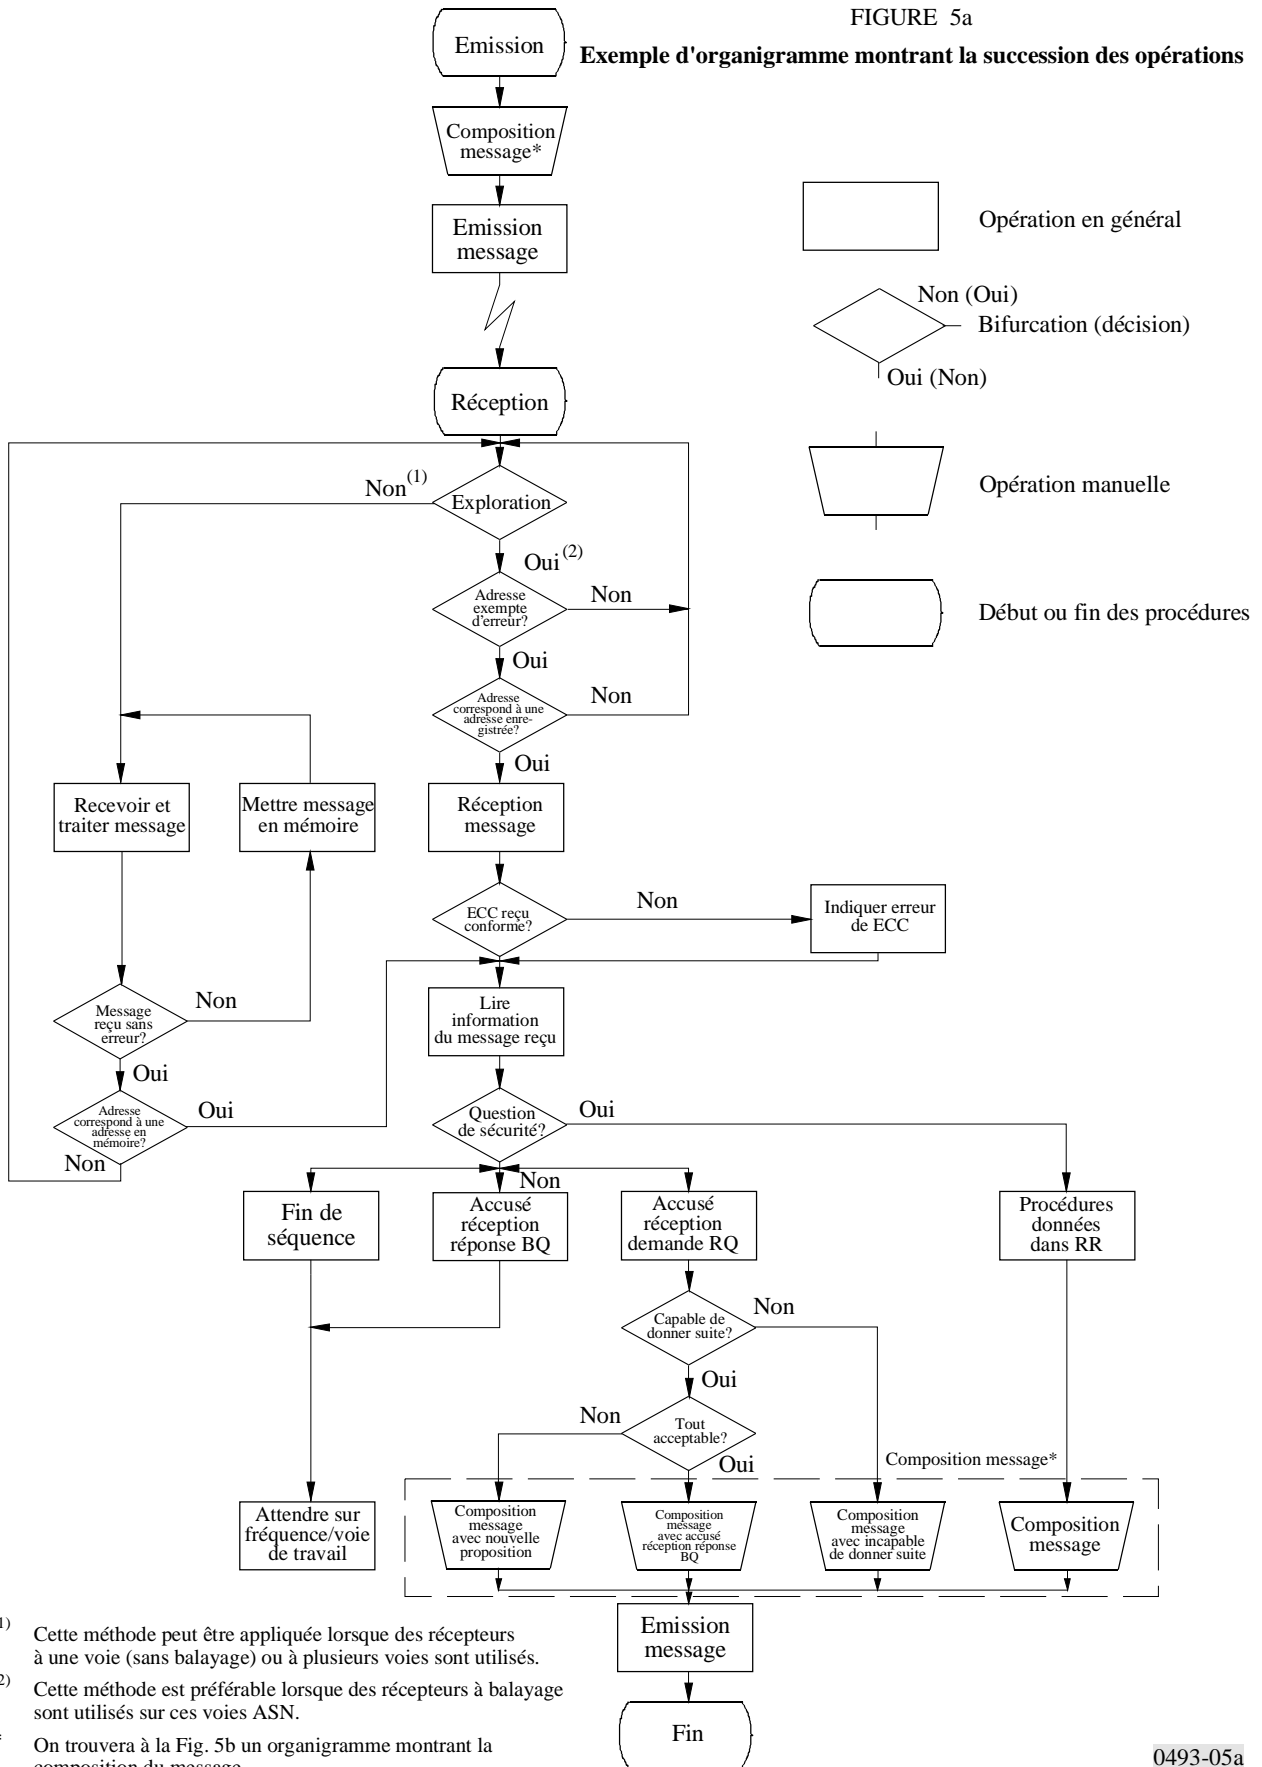 FIGURE 5a
Exemple d'organigramme montrant la succession des opérations
Emission
Composition
message*
Emission
message
Opération en général
Non (Oui)
Bifurcation (décision)
Oui (Non)
Réception
Opération manuelle
Non(1)
Exploration
Oui(2)
Adresse
exempte
d'erreur?
Non
Début ou fin des procédures
Oui
Adresse
correspond à une
adresse enre-
gistrée?
Non
Oui
Recevoir et
traiter message
Mettre message
en mémoire
Réception
message
ECC reçu
conforme?
Non
Indiquer erreur
de ECC
Message
reçu sans
erreur?
Non
Lire
information
du message reçu
Oui
Adresse
correspond à une
adresse en
mémoire?
Oui
Non
Question
de sécurité?
Oui
Non
Fin de
séquence
Accusé
réception
réponse BQ
Accusé
réception
demande RQ
Procédures
données
dans RR
Capable de
donner suite?
Non
Oui
Non
Tout
acceptable?
Oui
Composition message*
Attendre sur
fréquence/voie
de travail
Composition
message
avec nouvelle
proposition
Composition
message
avec accusé
réception réponse
BQ
Composition
message
avec incapable
de donner suite
Composition
message
Emission
message
Fin
1) Cette méthode peut être appliquée lorsque des récepteurs
à une voie (sans balayage) ou à plusieurs voies sont utilisés.
2) Cette méthode est préférable lorsque des récepteurs à balayage
sont utilisés sur ces voies ASN.
* On trouvera à la Fig. 5b un organigramme montrant la
composition du message.
0493-05a